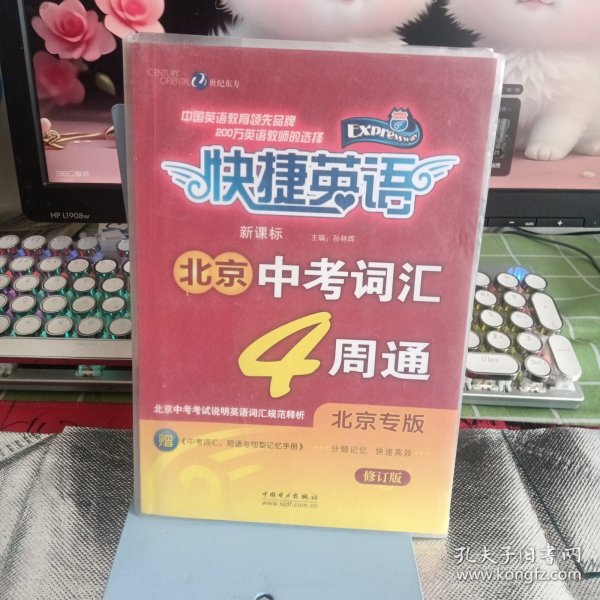 CENTURY
ORIENTAL
世纪东方
中国英语教育领先品牌
200万英语教师的选择
Expressway
快捷英语
新课标
主编：孙林晖
北京中考词汇
4周通
北京中考考试说明英语词汇规范释析
北京专版
赠《中考词汇、短语与句型记忆手册》
分频记忆 快速高效
修订版
中国电力出版社
www.sjdf.com.cn
HP L1908w
孔夫子旧书网
www.kongfz.com